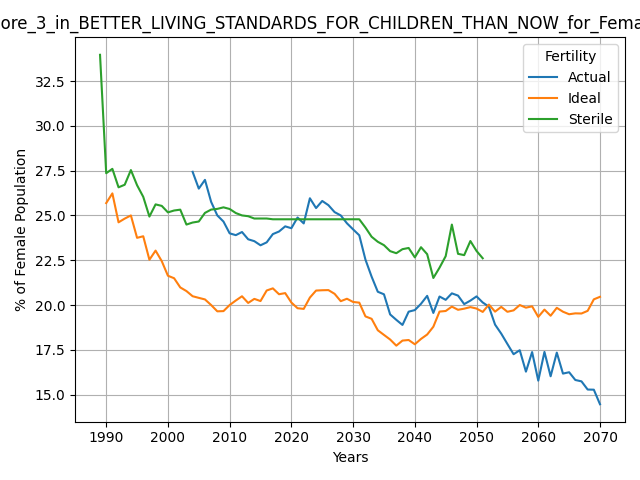 ore_3_in_BETTER_LIVING_STANDARDS_FOR_CHILDREN_THAN_NOW_for_Fema
Fertility
Actual
Ideal
Sterile
% of Female Population
32.5
30.0
27.5
25.0
22.5
20.0
17.5
15.0
1990
2000
2010
2020
2030
2040
2050
2060
2070
Years